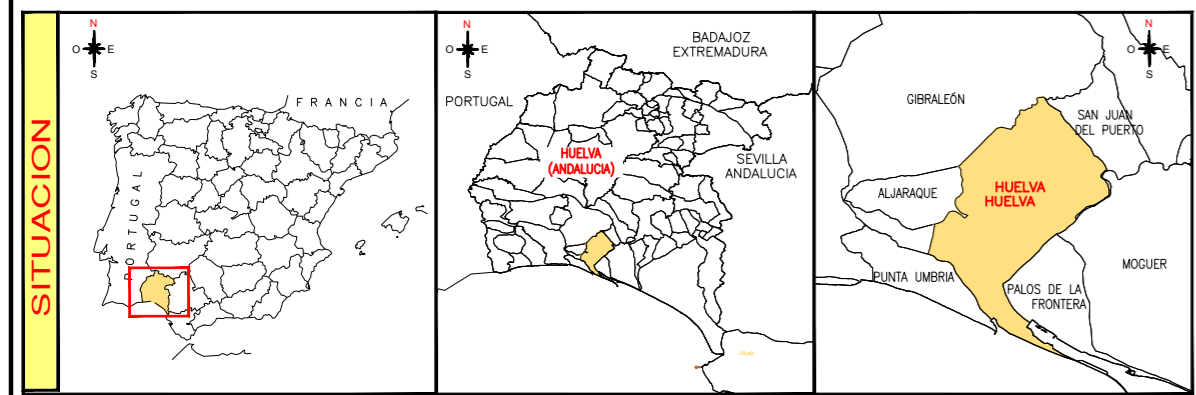 SITUACION
N
O E
S
FRANCIA
PORTUGAL
N
O E
S
BADAJOZ
EXTREMADURA
PORTUGAL
HUELVA
(ANDALUCIA)
SEVILLA
ANDALUCIA
N
O E
S
GIBRALEÓN
SAN JUAN
DEL PUERTO
ALJARAQUE
HUELVA
HUELVA
MOGUER
PUNTA UMBRIA
PALOS DE LA
FRONTERA